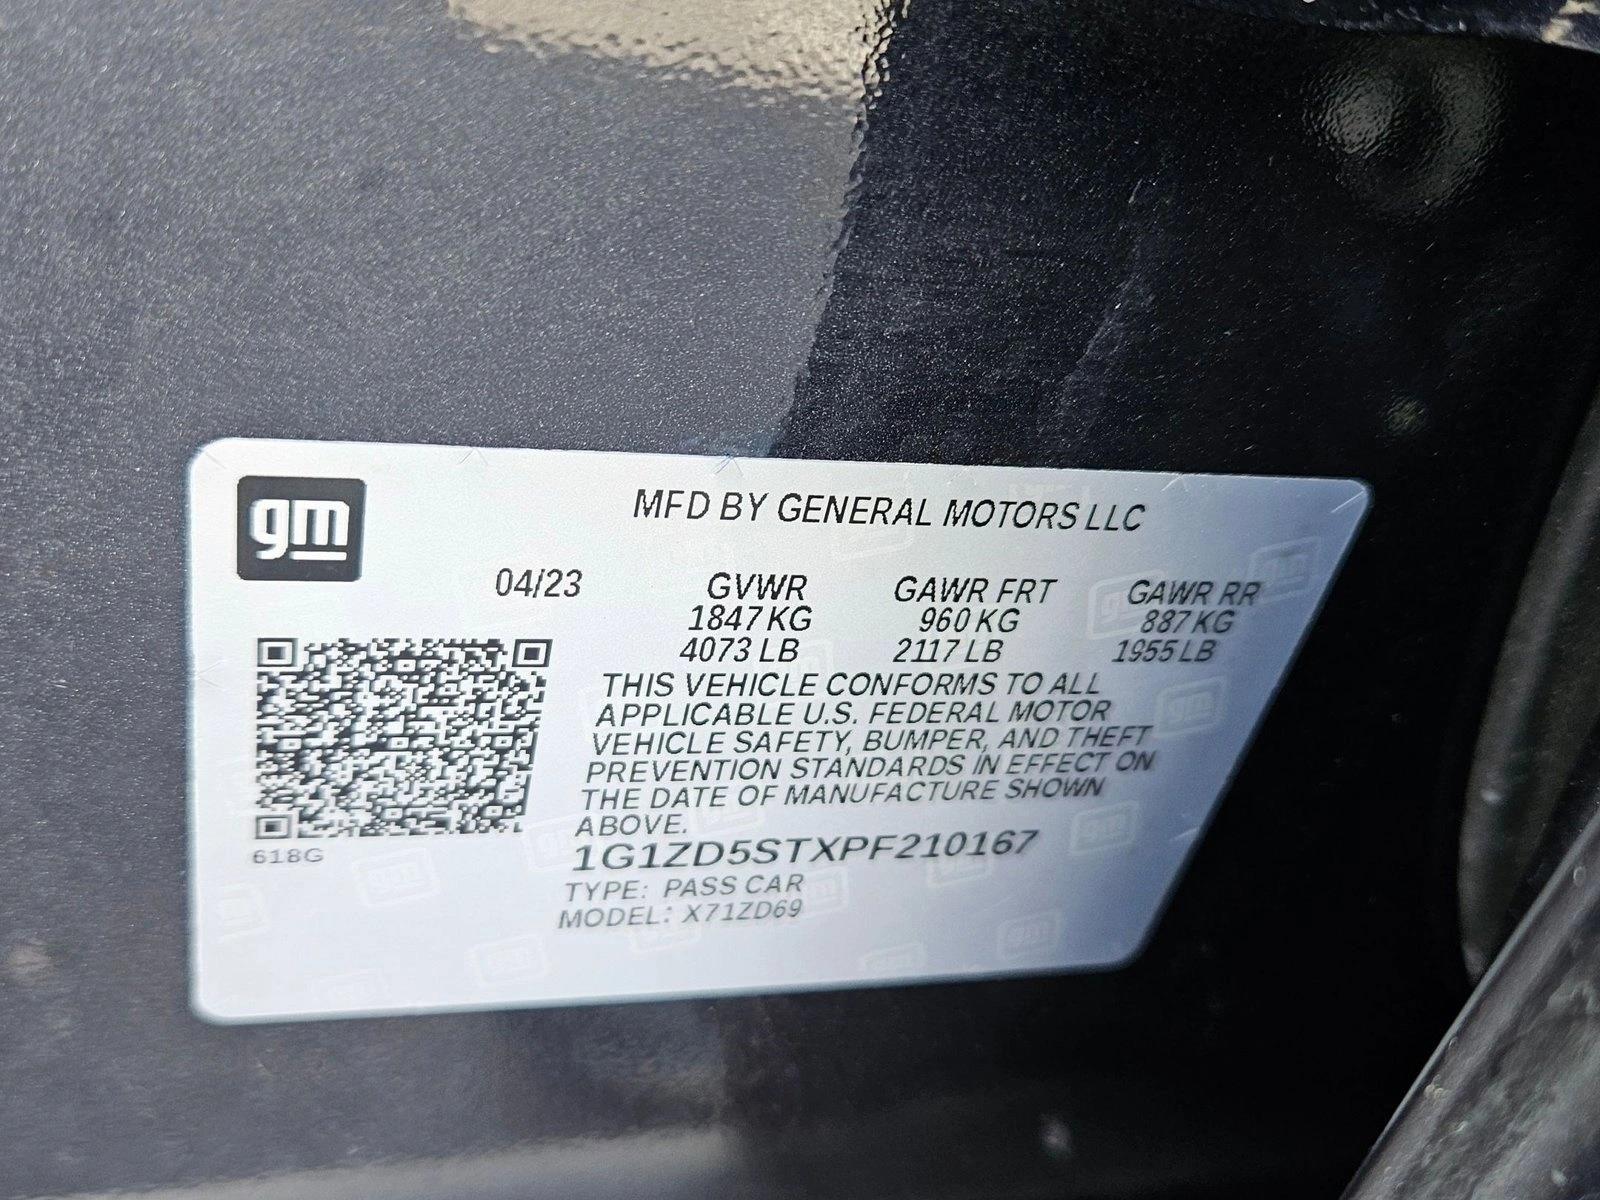 gm
MFD BY GENERAL MOTORS LLC
04/23 GVWR GAWR FRT GAWR RR
1847 KG 960 KG 887 KG
4073 LB 2117 LB 1955 LB
THIS VEHICLE CONFORMS TO ALL
APPLICABLE U.S. FEDERAL MOTOR
VEHICLE SAFETY, BUMPER, AND THEFT
PREVENTION STANDARDS IN EFFECT ON
THE DATE OF MANUFACTURE SHOWN
ABOVE.
618G
1G1ZD5STXPF210167
TYPE: PASS CAR
MODEL: X71ZD69